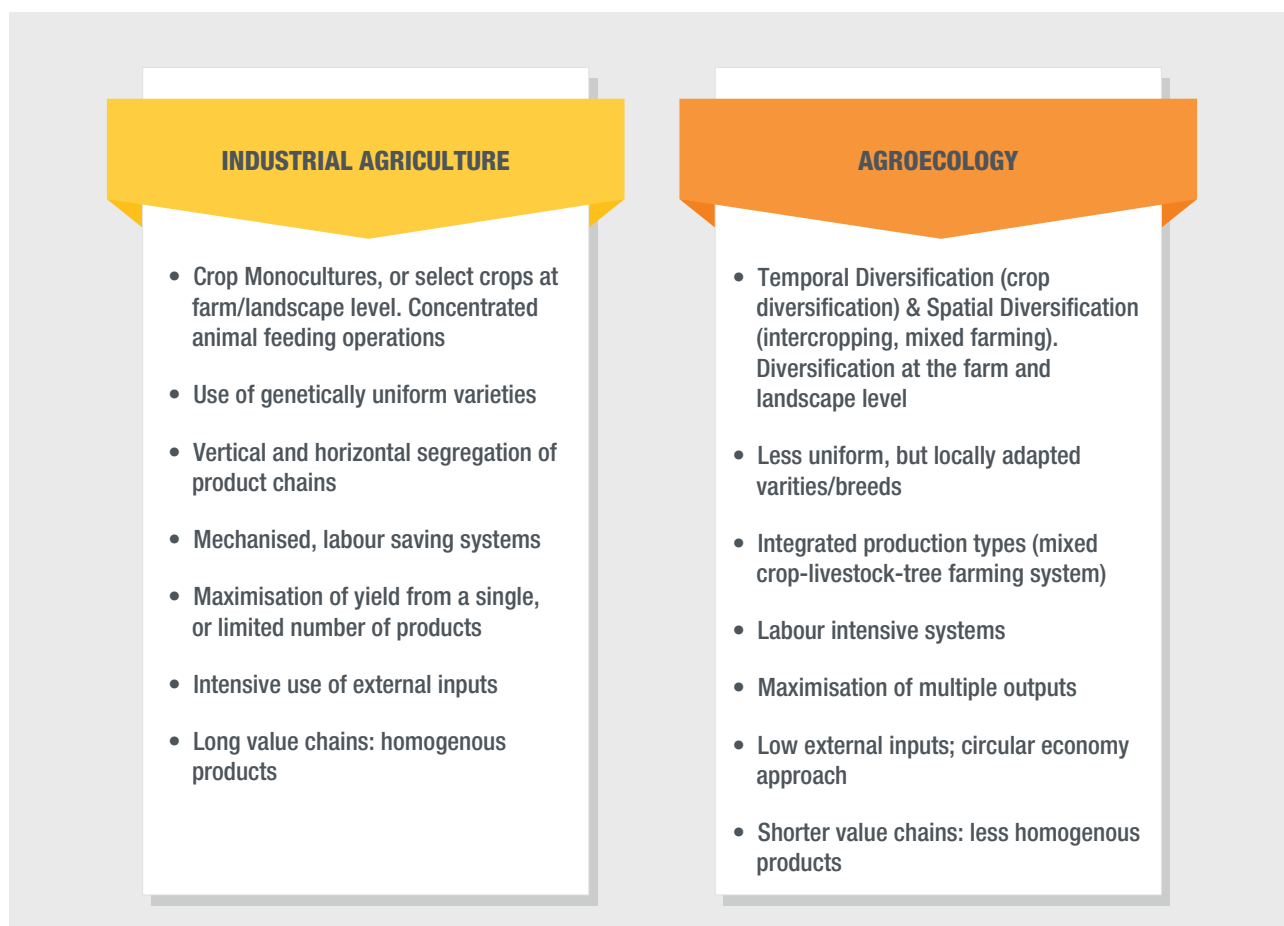 INDUSTRIAL AGRICULTURE
• Crop Monocultures, or select crops at
farm/landscape level. Concentrated
animal feeding operations
• Use of genetically uniform varieties
• Vertical and horizontal segregation of
product chains
• Mechanised, labour saving systems
• Maximisation of yield from a single,
or limited number of products
• Intensive use of external inputs
• Long value chains: homogenous
products
AGROECOLOGY
• Temporal Diversification (crop
diversification) & Spatial Diversification
(intercropping, mixed farming).
Diversification at the farm and
landscape level
• Less uniform, but locally adapted
varities/breeds
• Integrated production types (mixed
crop-livestock-tree farming system)
• Labour intensive systems
• Maximisation of multiple outputs
• Low external inputs; circular economy
approach
• Shorter value chains: less homogenous
products